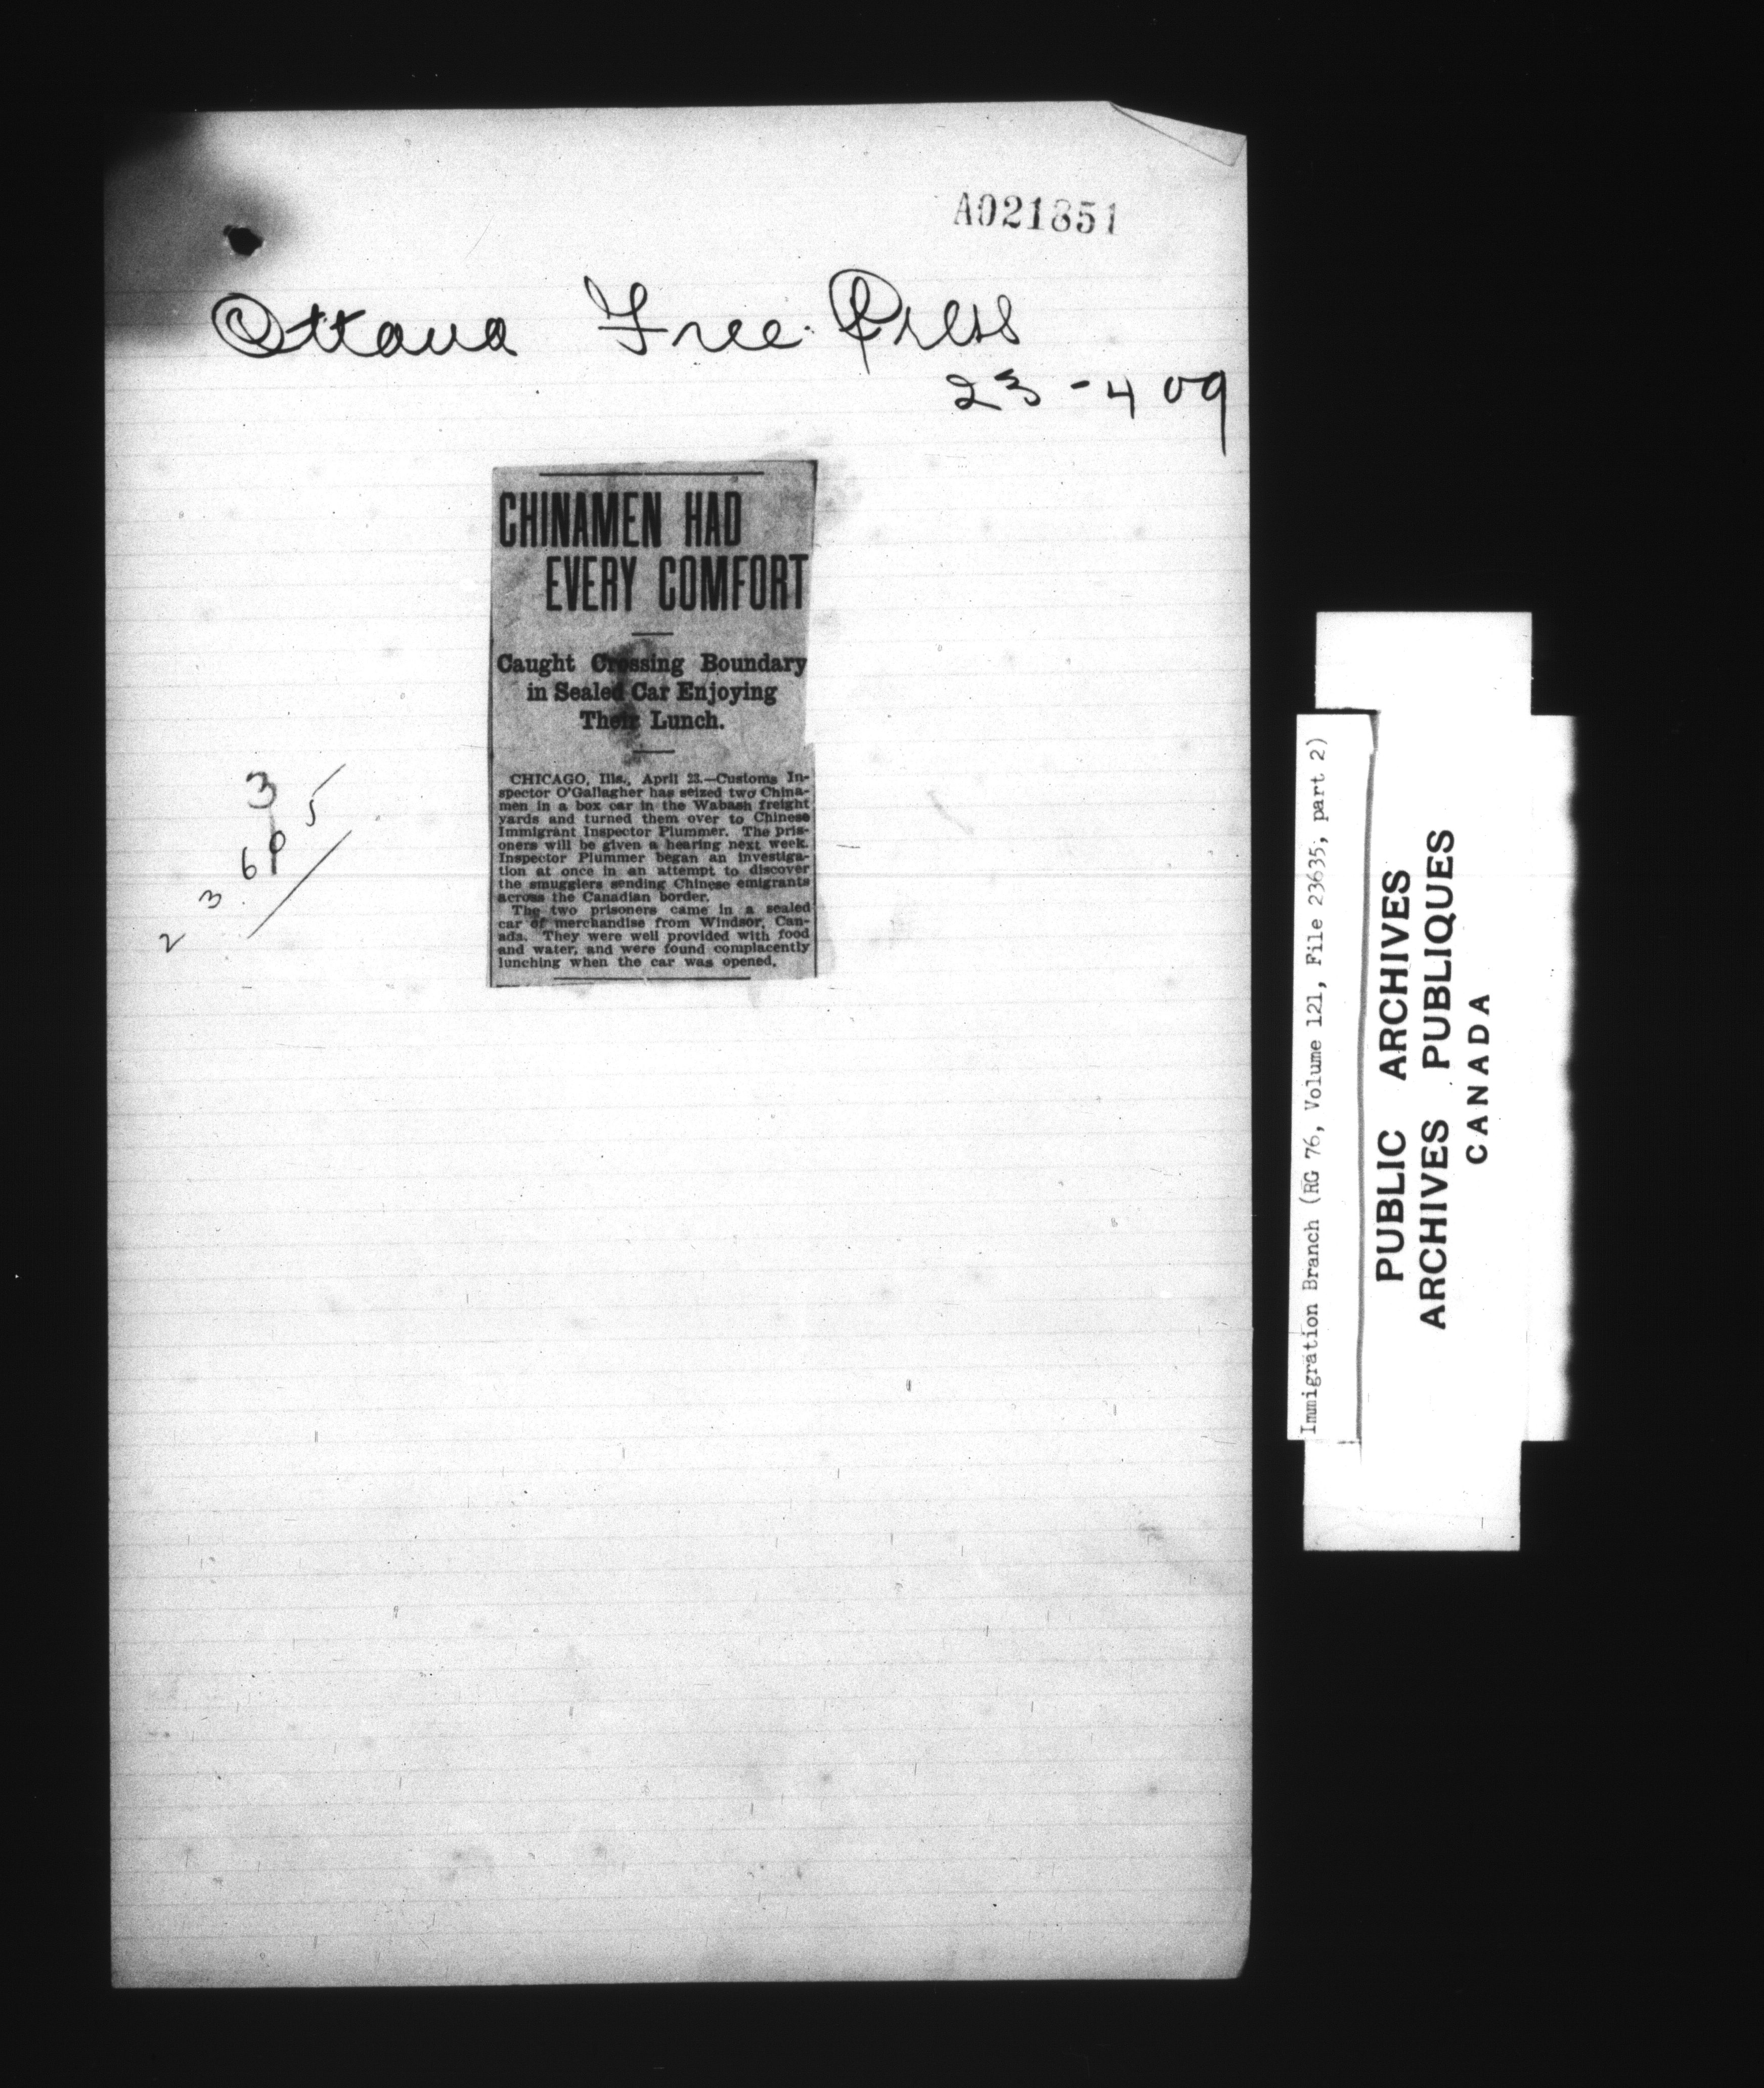 A021851
Ottawa Free Press
23-4 09
CHINAMEN HAD
EVERY COMFORT
Caught Crossing Boundary
in Sealed Car Enjoying
Their Lunch.
CHICAGO, Ills., April 23.—Customs In-
spector O'Gallagher has seized two China-
men in a box car in the Wabash freight
yards and turned them over to Chinese
Immigrant Inspector Plummer. The pris-
oners will be given a hearing next week.
Inspector Plummer began an investiga-
tion at once in an attempt to discover
the smugglers sending Chinese emigrants
across the Canadian border.
The two prisoners came in a sealed
car of merchandise from Windsor, Can-
ada. They were well provided with food
and water, and were found complacently
lunching when the car was opened.
3
5
6
3
2
Immigration Branch (RG 76, Volume 121, File 23635, part 2)
PUBLIC ARCHIVES
ARCHIVES PUBLIQUES
CANADA